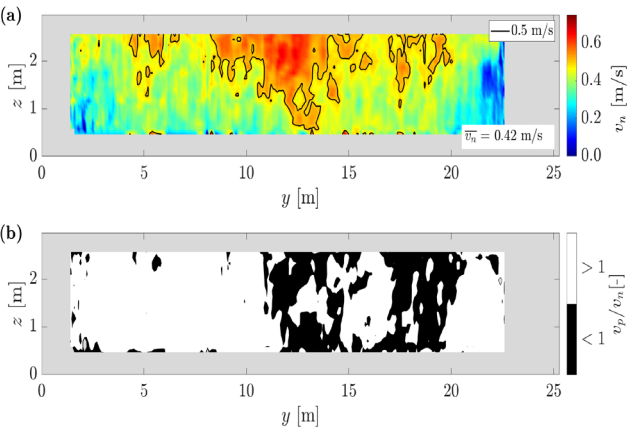 (a)
0.5 m/s
z [m]
2
1
0
v̅n̅ = 0.42 m/s
0 5 10 15 20 25
y [m]
0.6
0.4
0.2
0.0
vn [m/s]
(b)
z [m]
2
1
0
0 5 10 15 20 25
y [m]
> 1
< 1
vp/vn[-]